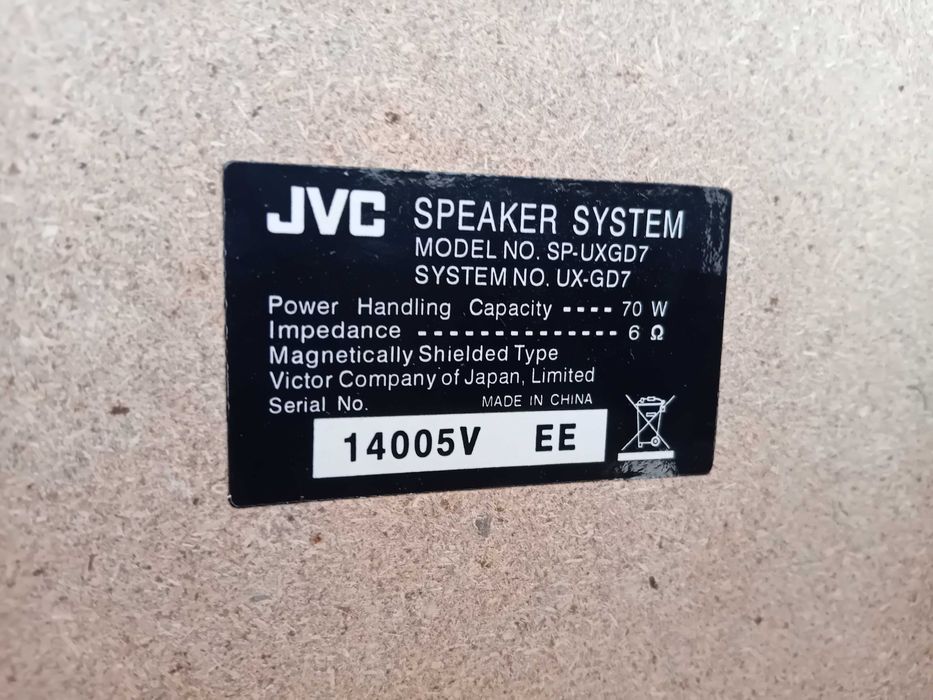 JVC SPEAKER SYSTEM
MODEL NO. SP-UXGD7
SYSTEM NO. UX-GD7
Power Handling Capacity ---- 70 W
Impedance -------------- 6 Ω
Magnetically Shielded Type
Victor Company of Japan, Limited
Serial No. MADE IN CHINA
14005V EE